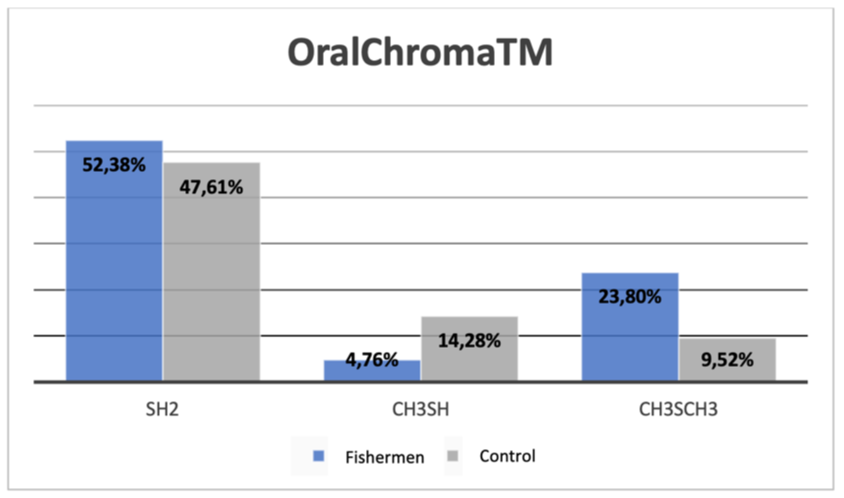 OralChromaTM
52,38%
47,61%
4,76%
14,28%
23,80%
9,52%
SH2
CH3SH
CH3SCH3
Fishermen
Control